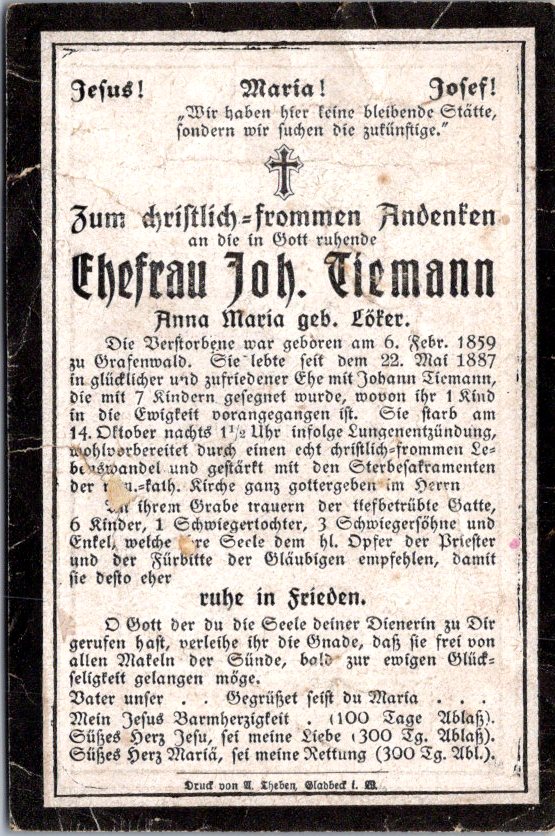 Jesus! Maria! Josef!
„Wir haben hier keine bleibende Stätte,
sondern wir suchen die zukünftige.“
Zum christlich=frommen Andenken
an die in Gott ruhende
Ehefrau Joh. Tiemann
Anna Maria geb. Löker.
Die Verstorbene war geboren am 6. Febr. 1859
zu Grafenwald. Sie lebte seit dem 22. Mai 1887
in glücklicher und zufriedener Ehe mit Johann Tiemann,
die mit 7 Kindern gesegnet wurde, wovon ihr 1 Kind
in die Ewigkeit vorangegangen ist. Sie starb am
14. Oktober nachts 1½ Uhr infolge Lungenentzündung,
wohlvorbereitet durch einen echt christlich-frommen Le-
benswandel und gestärkt mit den Sterbesakramenten
der -kath. Kirche ganz gottergeben im Herrn
An ihrem Grabe trauern der tiefbetrübte Gatte,
6 Kinder, 1 Schwiegertochter, 3 Schwiegersöhne und
Enkel, welche ihre Seele dem hl. Opfer der Priester
und der Fürbitte der Gläubigen empfehlen, damit
sie desto eher
ruhe in Frieden.
O Gott der du die Seele deiner Dienerin zu Dir
gerufen hast, verleihe ihr die Gnade, daß sie frei von
allen Makeln der Sünde, bald zur ewigen Glück-
seligkeit gelangen möge.
Vater unser . . Gegrüßet seist du Maria . . .
Mein Jesus Barmherzigkeit . (100 Tage Ablaß).
Süßes Herz Jesu, sei meine Liebe (300 Tg. Ablaß).
Süßes Herz Mariä, sei meine Rettung (300 Tg. Abl.).
Druck von A. Theben, Gladbeck i. W.